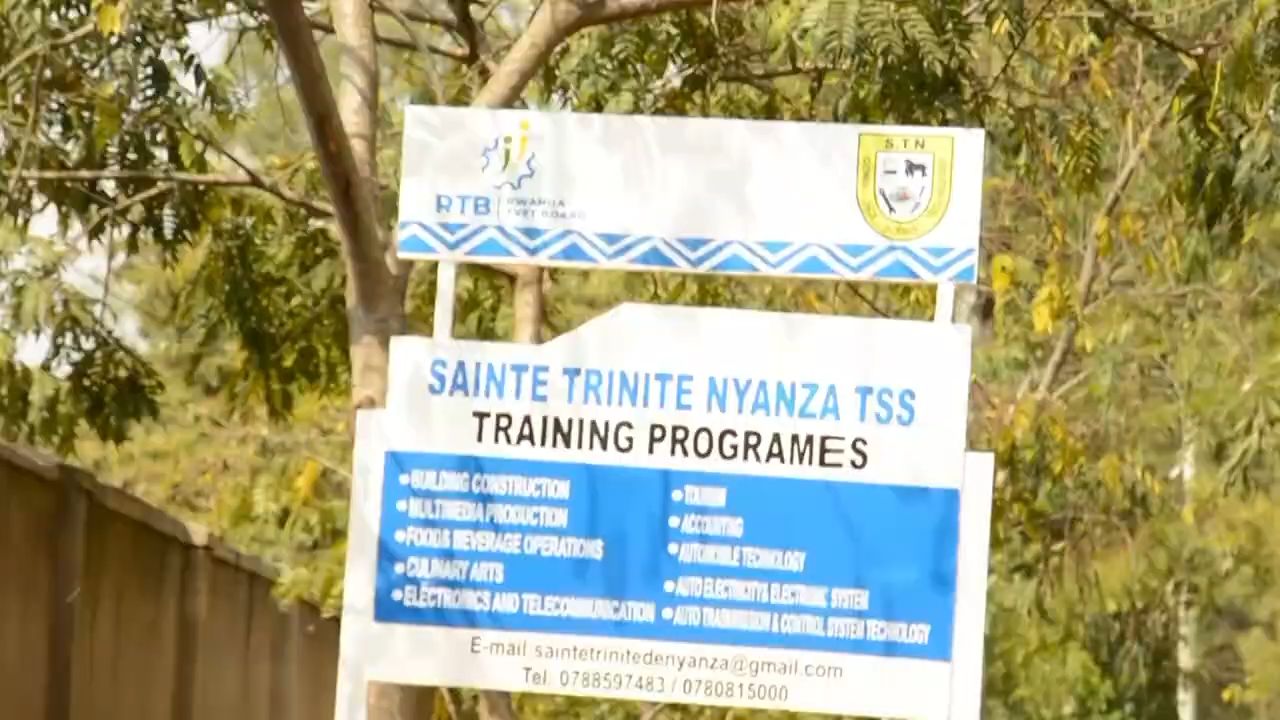 S.T.N
RTB
RWANDA
TVET BOARD
SAINTE TRINITE NYANZA TSS
TRAINING PROGRAMES
•BUILDING CONSTRUCTION
•MULTIMEDIA PRODUCTION
•FOODS BEVERAGE OPERATIONS
•CULINARY ARTS
•ELECTRONICS AND TELECOMMUNICATION
•TOURISM
•ACCOUNTING
•AUTOMOBILE TECHNOLOGY
•AUTO ELECTRICITY& ELECTRONIC SYSTEM
•AUTO TRANSMISSION & CONTROL SYSTEM TECHNOLOGY
E-mail saintetrinitedenyanza@gmail.com
Tel. 0788597483 / 0780815000